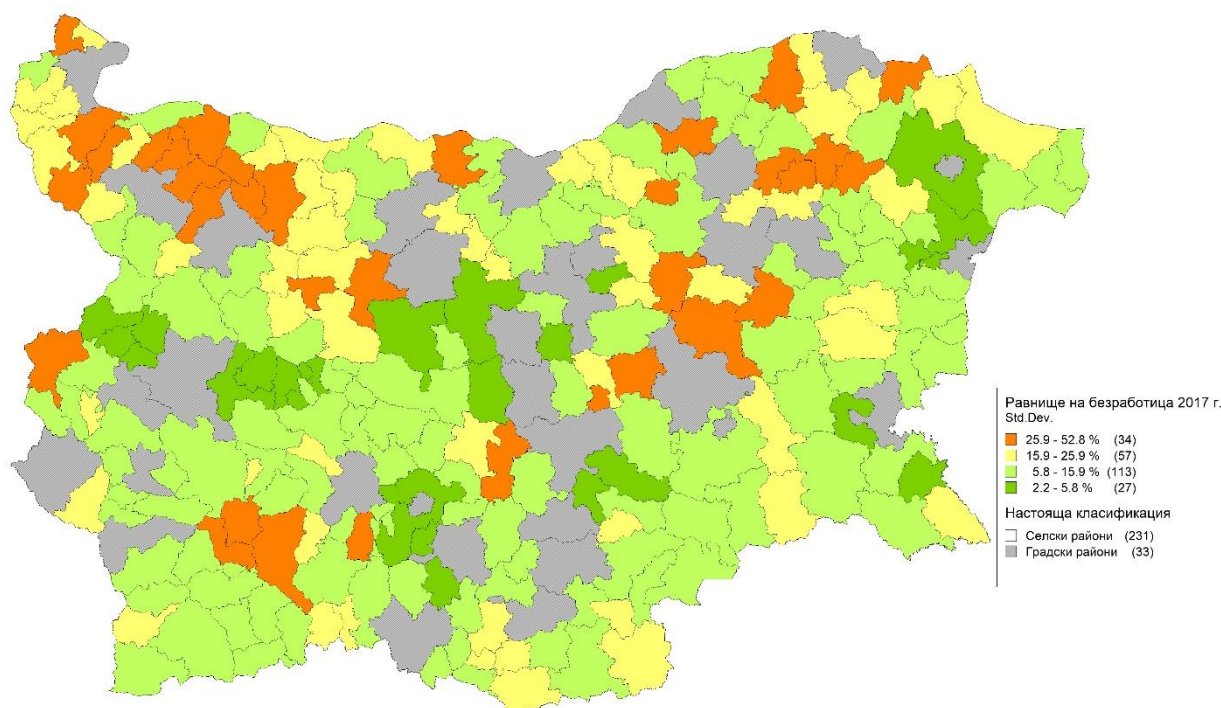 Равнище на безработица 2017 г.
Std.Dev.
25.9 - 52.8 % (34)
15.9 - 25.9 % (57)
5.8 - 15.9 % (113)
2.2 - 5.8 % (27)
Настояща класификация
Селски райони (231)
Градски райони (33)